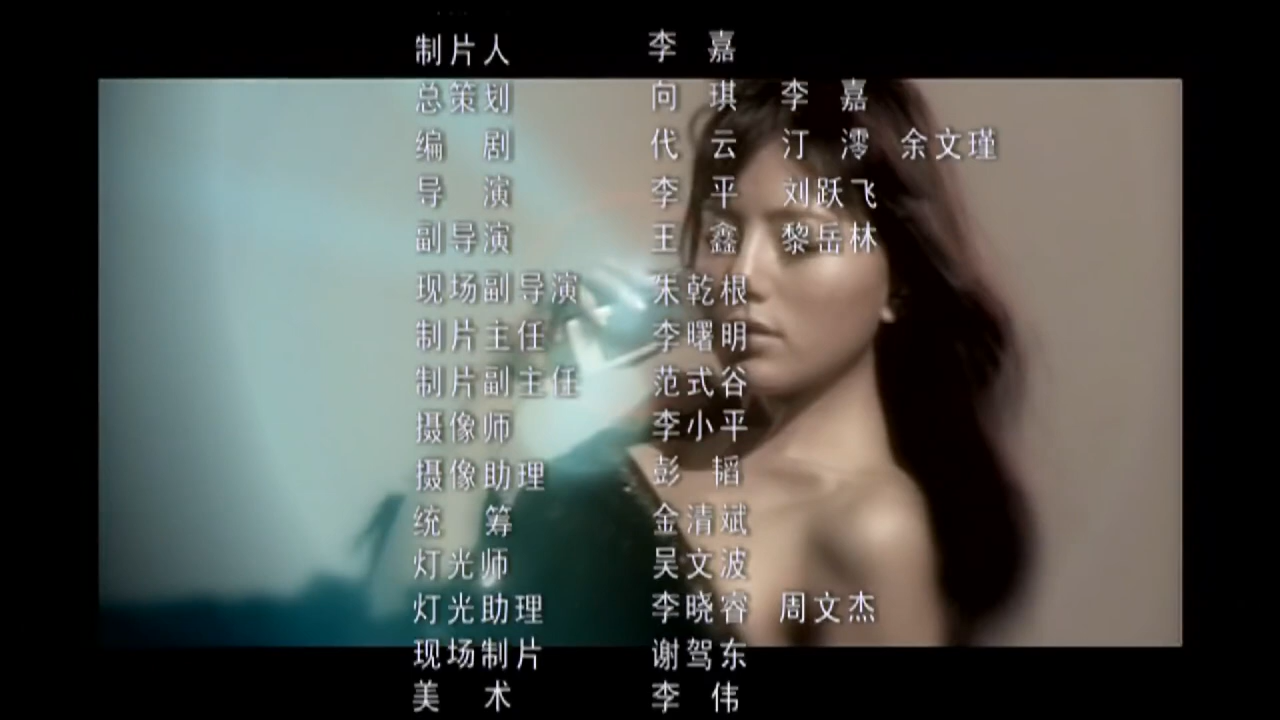 制片人 李嘉
总策划 向琪 李嘉
编剧 代云 汀澪 余文瑾
导演 李平 刘跃飞
副导演 王鑫 黎岳林
现场副导演 朱乾根
制片主任 李曙明
制片副主任 范式谷
摄像师 李小平
摄像助理 彭韬
统筹 金清斌
灯光师 吴文波
灯光助理 李晓睿 周文杰
现场制片 谢驾东
美术 李伟